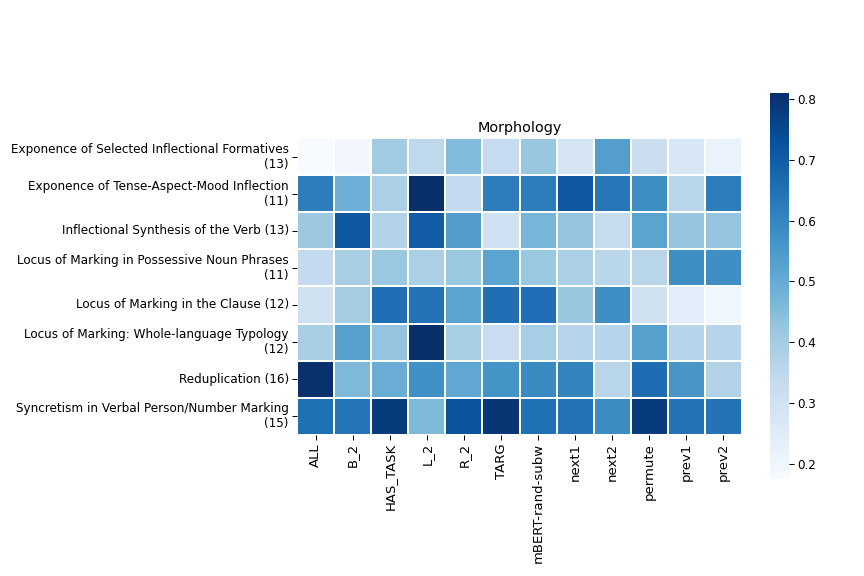 Morphology
Exponence of Selected Inflectional Formatives
(13)
Exponence of Tense-Aspect-Mood Inflection
(11)
Inflectional Synthesis of the Verb (13)
Locus of Marking in Possessive Noun Phrases
(11)
Locus of Marking in the Clause (12)
Locus of Marking: Whole-language Typology
(12)
Reduplication (16)
Syncretism in Verbal Person/Number Marking
(15)
ALL
B_2
HAS_TASK
L_2
R_2
TARG
mBERT-rand-subw
next1
next2
permute
prev1
prev2
0.8
0.7
0.6
0.5
0.4
0.3
0.2